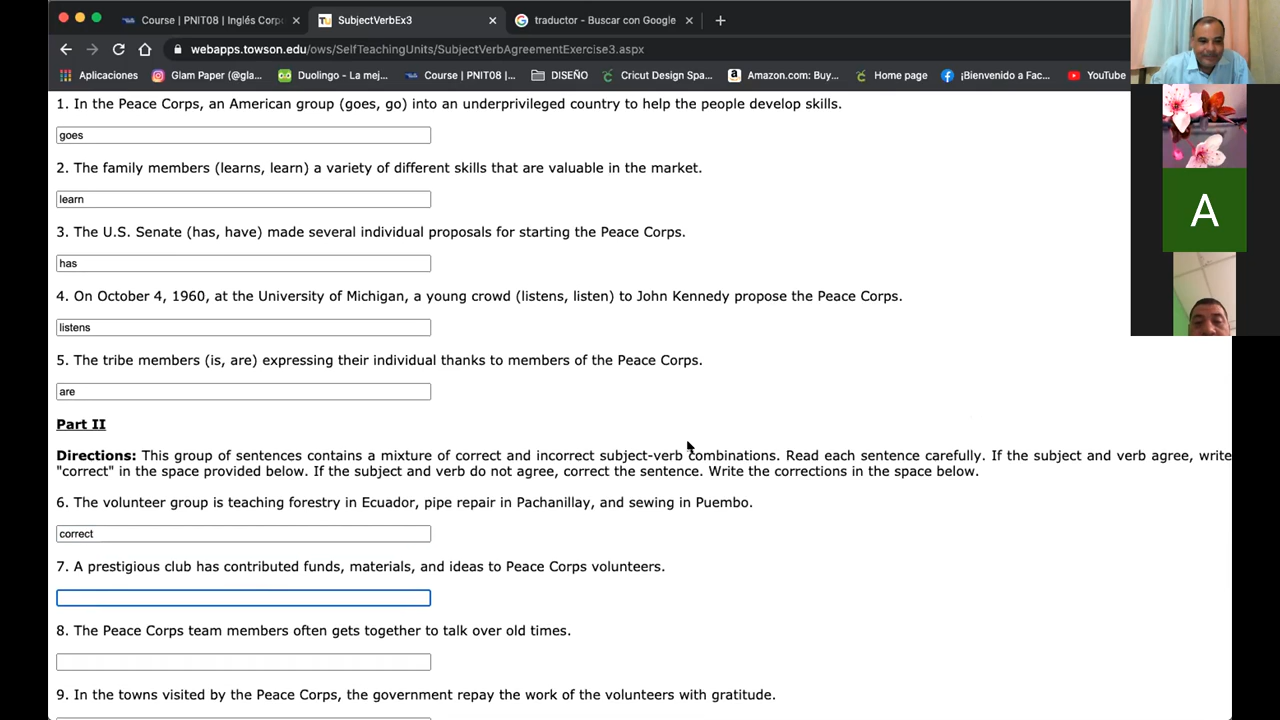 Course | PNIT08 | Inglés Corpo
SubjectVerbEx3
traductor - Buscar con Google
webapps.towson.edu/ows/SelfTeachingUnits/SubjectVerbAgreementExercise3.aspx
Aplicaciones
Glam Paper (@gla...
Duolingo - La mej...
Course | PNIT08 |...
DISEÑO
Cricut Design Spa...
Amazon.com: Buy...
Home page
¡Bienvenido a Fac...
YouTube
1. In the Peace Corps, an American group (goes, go) into an underprivileged country to help the people develop skills.
goes
2. The family members (learns, learn) a variety of different skills that are valuable in the market.
learn
3. The U.S. Senate (has, have) made several individual proposals for starting the Peace Corps.
has
4. On October 4, 1960, at the University of Michigan, a young crowd (listens, listen) to John Kennedy propose the Peace Corps.
listens
5. The tribe members (is, are) expressing their individual thanks to members of the Peace Corps.
are
Part II
Directions: This group of sentences contains a mixture of correct and incorrect subject-verb combinations. Read each sentence carefully. If the subject and verb agree, write
"correct" in the space provided below. If the subject and verb do not agree, correct the sentence. Write the corrections in the space below.
6. The volunteer group is teaching forestry in Ecuador, pipe repair in Pachanillay, and sewing in Puembo.
correct
7. A prestigious club has contributed funds, materials, and ideas to Peace Corps volunteers.
8. The Peace Corps team members often gets together to talk over old times.
9. In the towns visited by the Peace Corps, the government repay the work of the volunteers with gratitude.
A